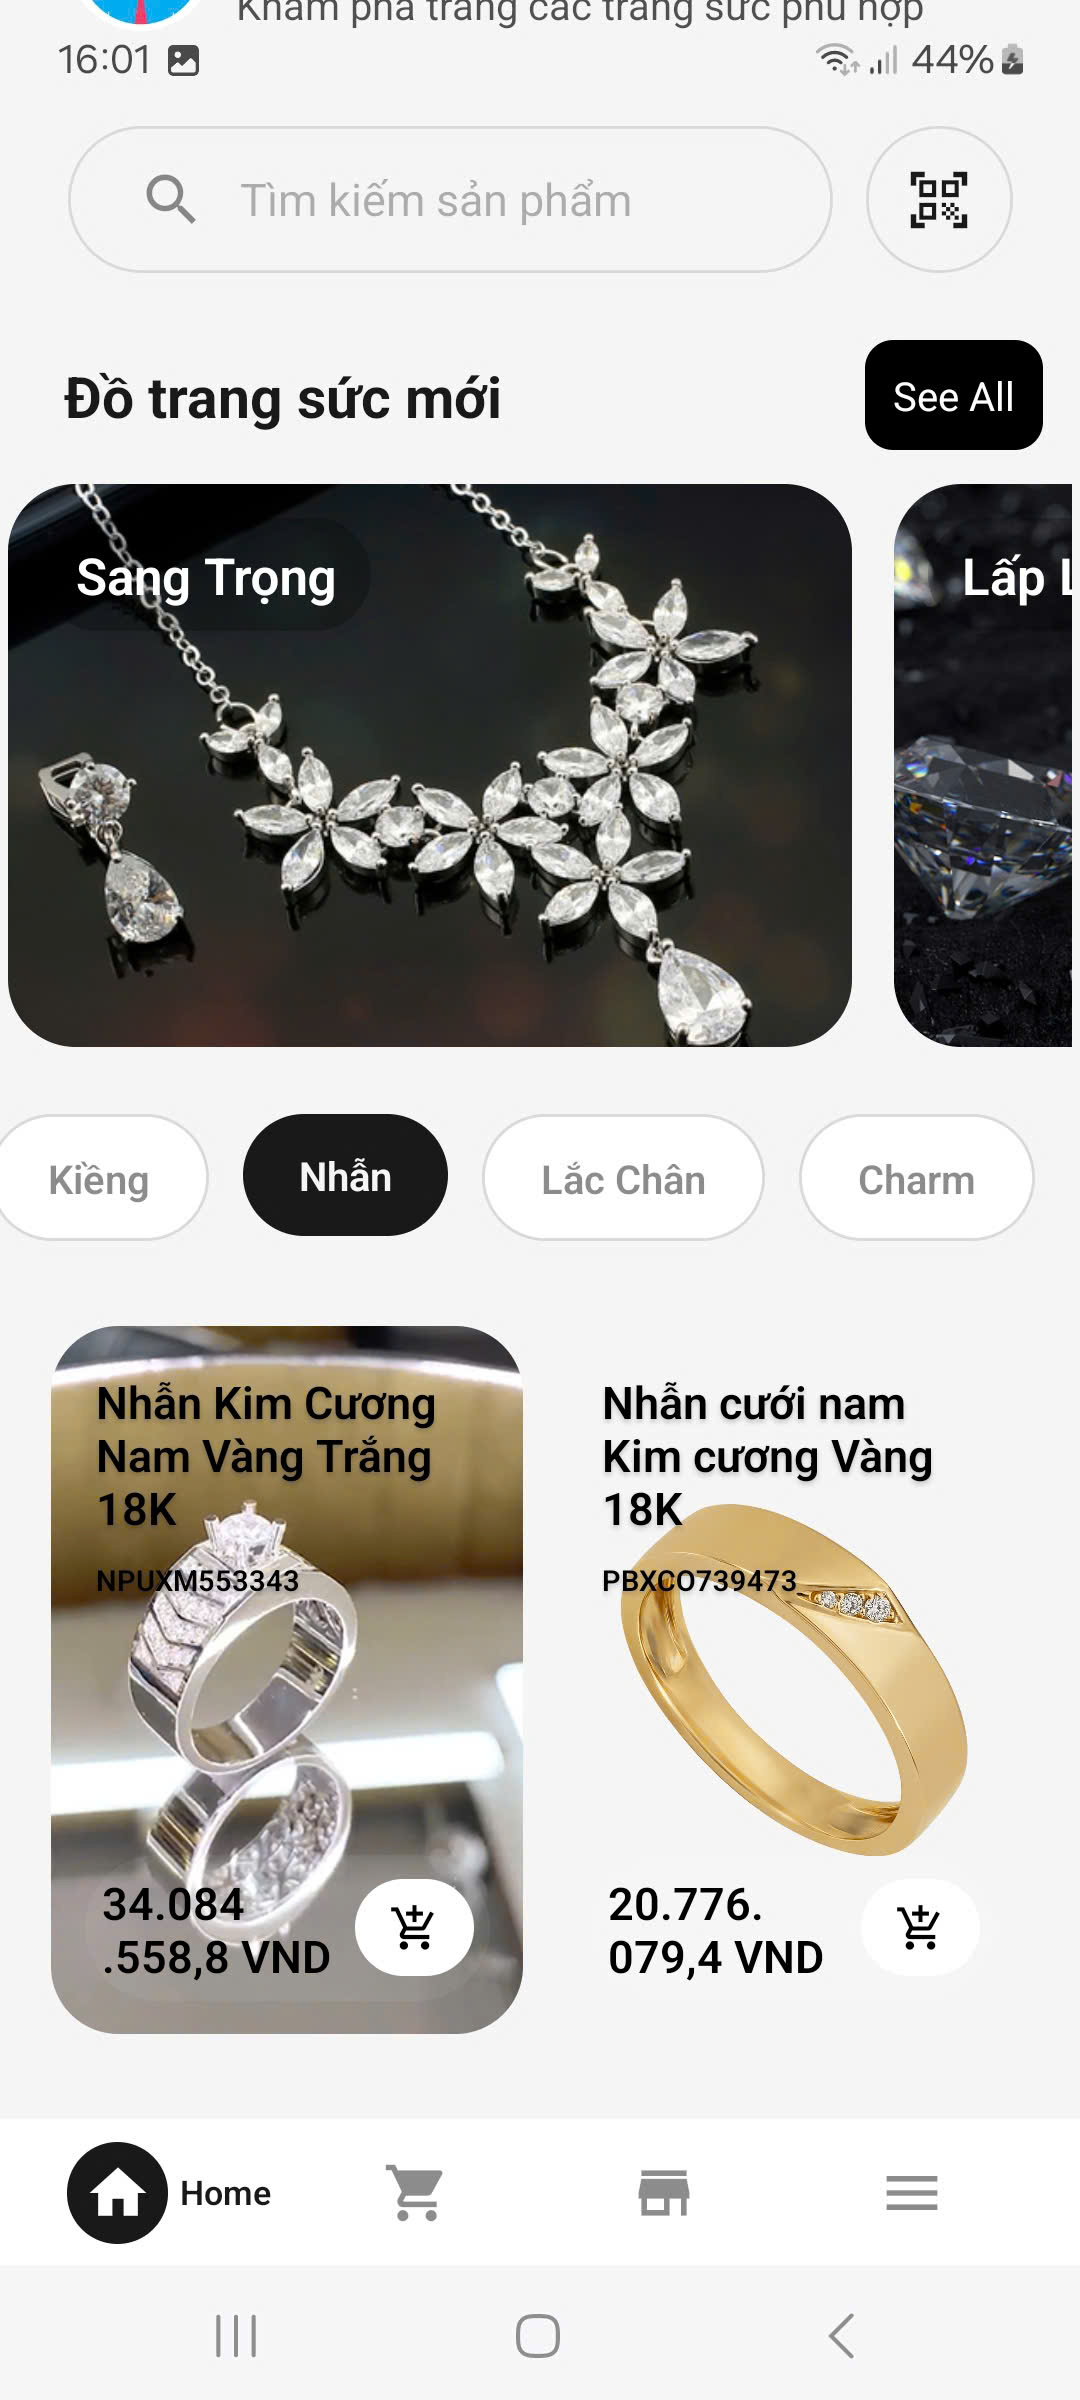 Khám phá trang các trang sức phù hợp
16:01
44%
Tìm kiếm sản phẩm
Đồ trang sức mới
See All
Sang Trọng
Lấp L
Kiềng
Nhẫn
Lắc Chân
Charm
Nhẫn Kim Cương
Nam Vàng Trắng
18K
NPUXM553343
34.084
.558,8 VND
Nhẫn cưới nam
Kim cương Vàng
18K
PBXCO739473
20.776.
079,4 VND
Home